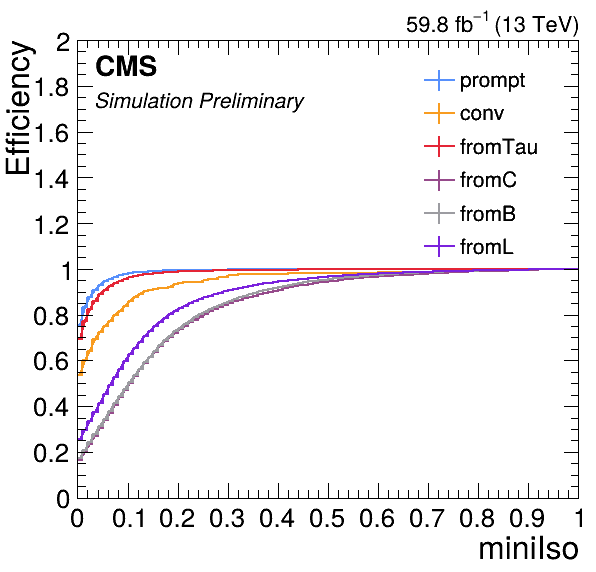 59.8 fb⁻¹ (13 TeV)
CMS
Simulation Preliminary
prompt
conv
fromTau
fromC
fromB
fromL
Efficiency
2
1.8
1.6
1.4
1.2
1
0.8
0.6
0.4
0.2
0
0 0.1 0.2 0.3 0.4 0.5 0.6 0.7 0.8 0.9 1
miniIso